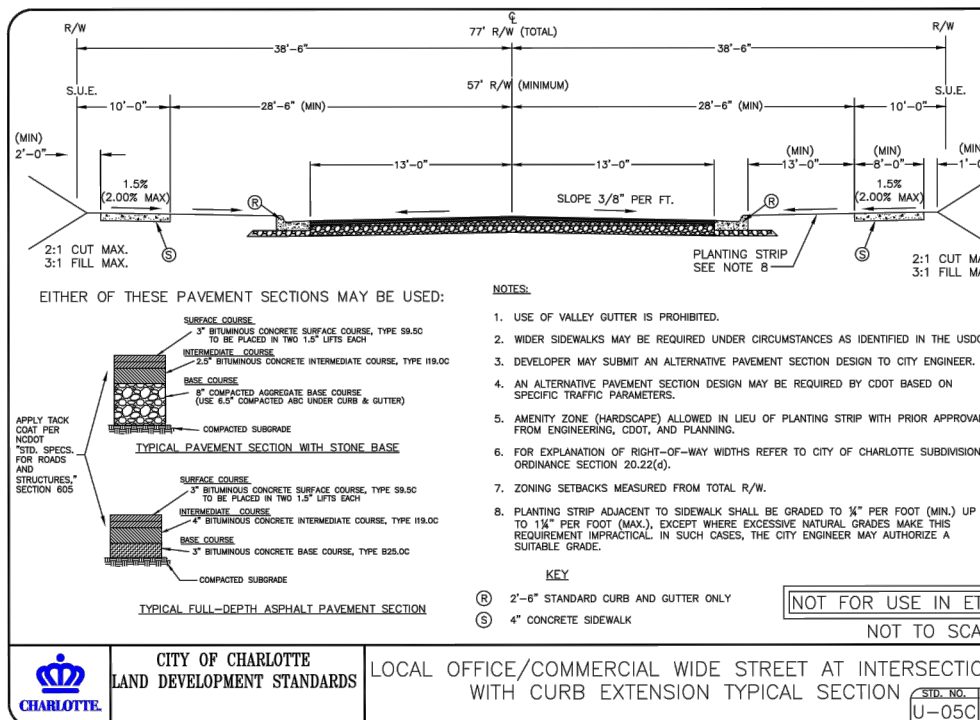 R/W
℄
77' R/W (TOTAL)
R/W
38'-6"
38'-6"
S.U.E.
57' R/W (MINIMUM)
S.U.E.
10'-0"
28'-6" (MIN)
28'-6" (MIN)
10'-0"
(MIN)
2'-0"
13'-0"
13'-0"
(MIN)
13'-0"
(MIN)
8'-0"
1.5%
(2.00% MAX)
R
SLOPE 3/8" PER FT.
R
1.5%
(2.00% MAX)
2:1 CUT MAX.
3:1 FILL MAX.
S
PLANTING STRIP
SEE NOTE 8
S
2:1 CUT
3:1 FILL
EITHER OF THESE PAVEMENT SECTIONS MAY BE USED:
SURFACE COURSE
3" BITUMINOUS CONCRETE SURFACE COURSE, TYPE S9.5C
TO BE PLACED IN TWO 1.5" LIFTS EACH
INTERMEDIATE COURSE
2.5" BITUMINOUS CONCRETE INTERMEDIATE COURSE, TYPE I19.0C
BASE COURSE
8" COMPACTED AGGREGATE BASE COURSE
(USE 6.5" COMPACTED ABC UNDER CURB & GUTTER)
COMPACTED SUBGRADE
TYPICAL PAVEMENT SECTION WITH STONE BASE
APPLY TACK
COAT PER
NCDOT
"STD. SPECS.
FOR ROADS
AND
STRUCTURES,"
SECTION 605
SURFACE COURSE
3" BITUMINOUS CONCRETE SURFACE COURSE, TYPE S9.5C
TO BE PLACED IN TWO 1.5" LIFTS EACH
INTERMEDIATE COURSE
4" BITUMINOUS CONCRETE INTERMEDIATE COURSE, TYPE I19.0C
BASE COURSE
3" BITUMINOUS CONCRETE BASE COURSE, TYPE B25.0C
COMPACTED SUBGRADE
TYPICAL FULL-DEPTH ASPHALT PAVEMENT SECTION
NOTES:
1. USE OF VALLEY GUTTER IS PROHIBITED.
2. WIDER SIDEWALKS MAY BE REQUIRED UNDER CIRCUMSTANCES AS IDENTIFIED IN THE
3. DEVELOPER MAY SUBMIT AN ALTERNATIVE PAVEMENT SECTION DESIGN TO CITY ENGINEER.
4. AN ALTERNATIVE PAVEMENT SECTION DESIGN MAY BE REQUIRED BY CDOT BASED ON
SPECIFIC TRAFFIC PARAMETERS.
5. AMENITY ZONE (HARDSCAPE) ALLOWED IN LIEU OF PLANTING STRIP WITH PRIOR
FROM ENGINEERING, CDOT, AND PLANNING.
6. FOR EXPLANATION OF RIGHT-OF-WAY WIDTHS REFER TO CITY OF CHARLOTTE SUBDIVISION
ORDINANCE SECTION 20.22(d).
7. ZONING SETBACKS MEASURED FROM TOTAL R/W.
8. PLANTING STRIP ADJACENT TO SIDEWALK SHALL BE GRADED TO ¼" PER FOOT (MIN.) UP
TO 1¼" PER FOOT (MAX.), EXCEPT WHERE EXCESSIVE NATURAL GRADES MAKE THIS
REQUIREMENT IMPRACTICAL. IN SUCH CASES, THE CITY ENGINEER MAY AUTHORIZE A
SUITABLE GRADE.
KEY
R 2'-6" STANDARD CURB AND GUTTER ONLY
S 4" CONCRETE SIDEWALK
NOT FOR USE IN
NOT TO
CHARLOTTE.
CITY OF CHARLOTTE
LAND DEVELOPMENT STANDARDS
LOCAL OFFICE/COMMERCIAL WIDE STREET AT
WITH CURB EXTENSION TYPICAL SECTION
STD. NO.
U-05C